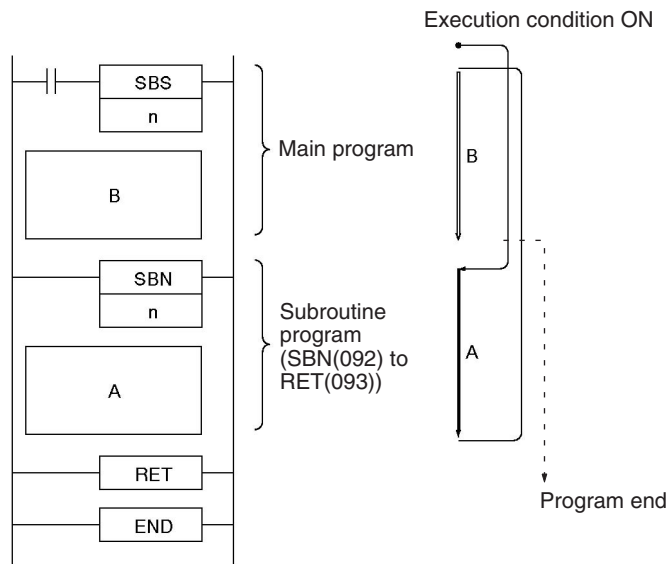 Execution condition ON
SBS
n
Main program
B
B
SBN
n
Subroutine
program
(SBN(092) to
RET(093))
A
A
RET
END
Program end